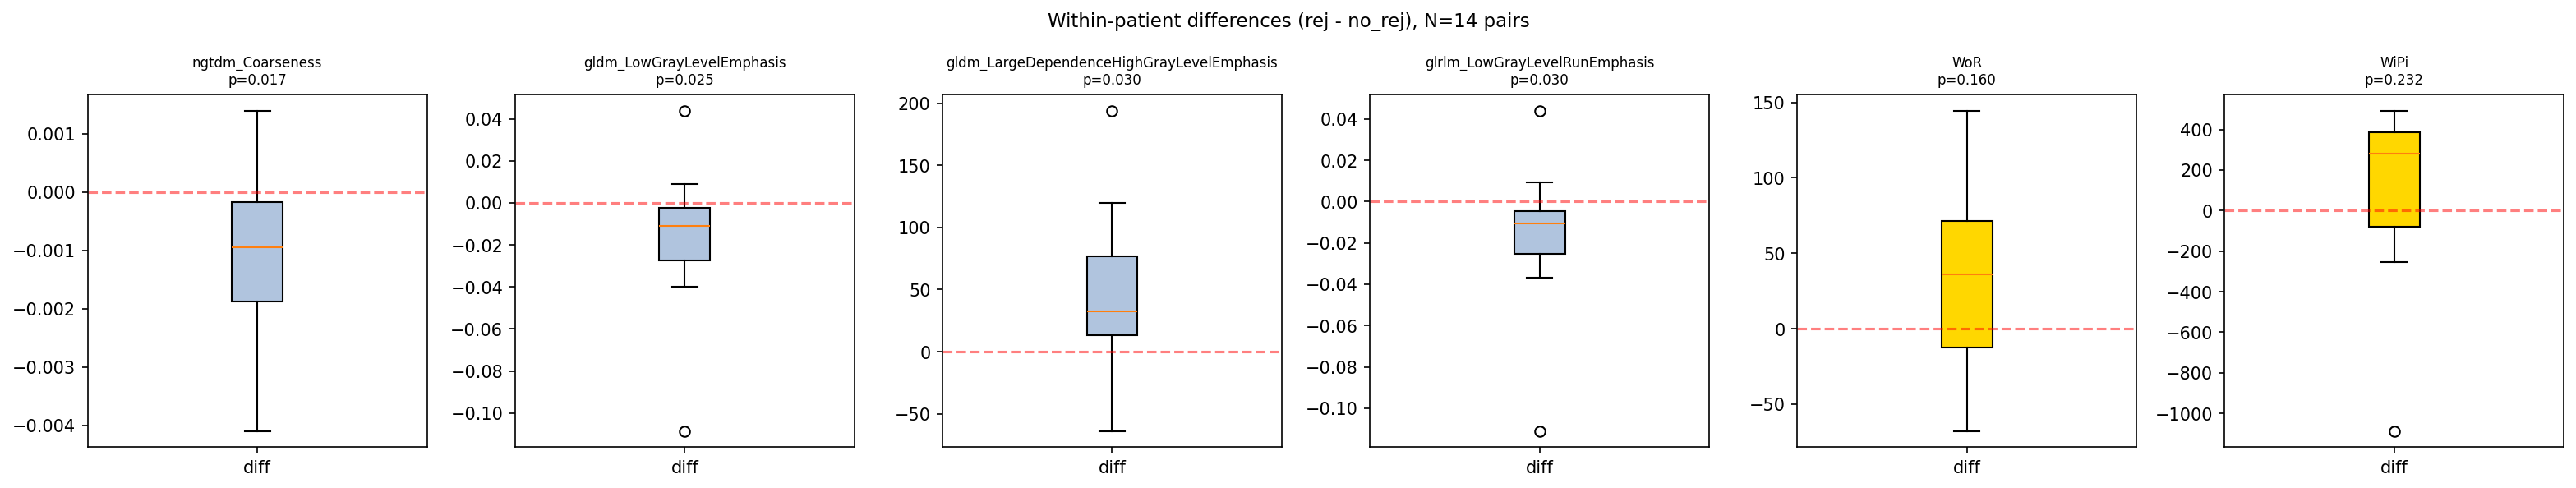 Within-patient differences (rej - no_rej), N=14 pairs
ngtdm_Coarseness
p=0.017
0.001
0.000
−0.001
−0.002
−0.003
−0.004
diff
gldm_LowGrayLevelEmphasis
p=0.025
0.04
0.02
0.00
−0.02
−0.04
−0.06
−0.08
−0.10
diff
gldm_LargeDependenceHighGrayLevelEmphasis
p=0.030
200
150
100
50
0
−50
diff
glrlm_LowGrayLevelRunEmphasis
p=0.030
0.04
0.02
0.00
−0.02
−0.04
−0.06
−0.08
−0.10
diff
WoR
p=0.160
150
100
50
0
−50
diff
WiPi
p=0.232
400
200
0
−200
−400
−600
−800
−1000
diff